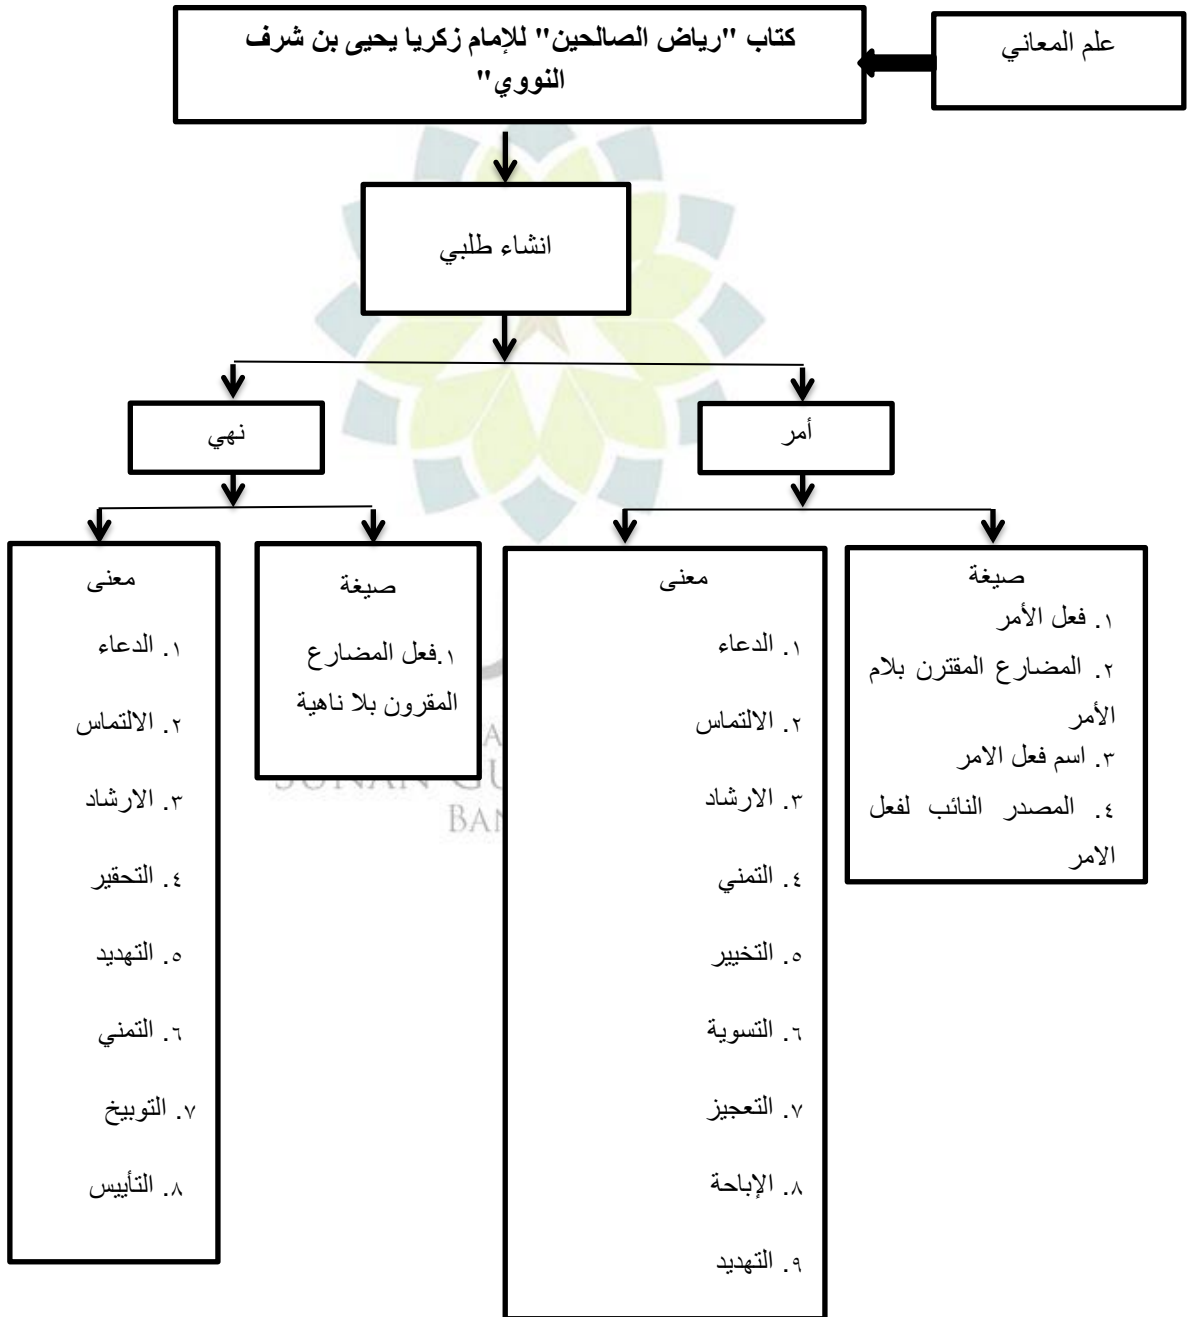 علم المعاني
كتاب "رياض الصالحين" للإمام زكريا يحيى بن شرف
النووي"
انشاء طلبي
أمر
نهي
صيغة
١. فعل الأمر
٢. المضارع المقترن بلام
الأمر
٣. اسم فعل الامر
٤. المصدر النائب لفعل
الامر
معنى
١. الدعاء
٢. الالتماس
٣. الارشاد
٤. التمني
٥. التخيير
٦. التسوية
٧. التعجيز
٨. الإباحة
٩. التهديد
صيغة
١.فعل المضارع
المقرون بلا ناهية
معنى
١. الدعاء
٢. الالتماس
٣. الارشاد
٤. التحقير
٥. التهديد
٦. التمني
٧. التوبيخ
٨. التأييس
SUNAN GU
BAN